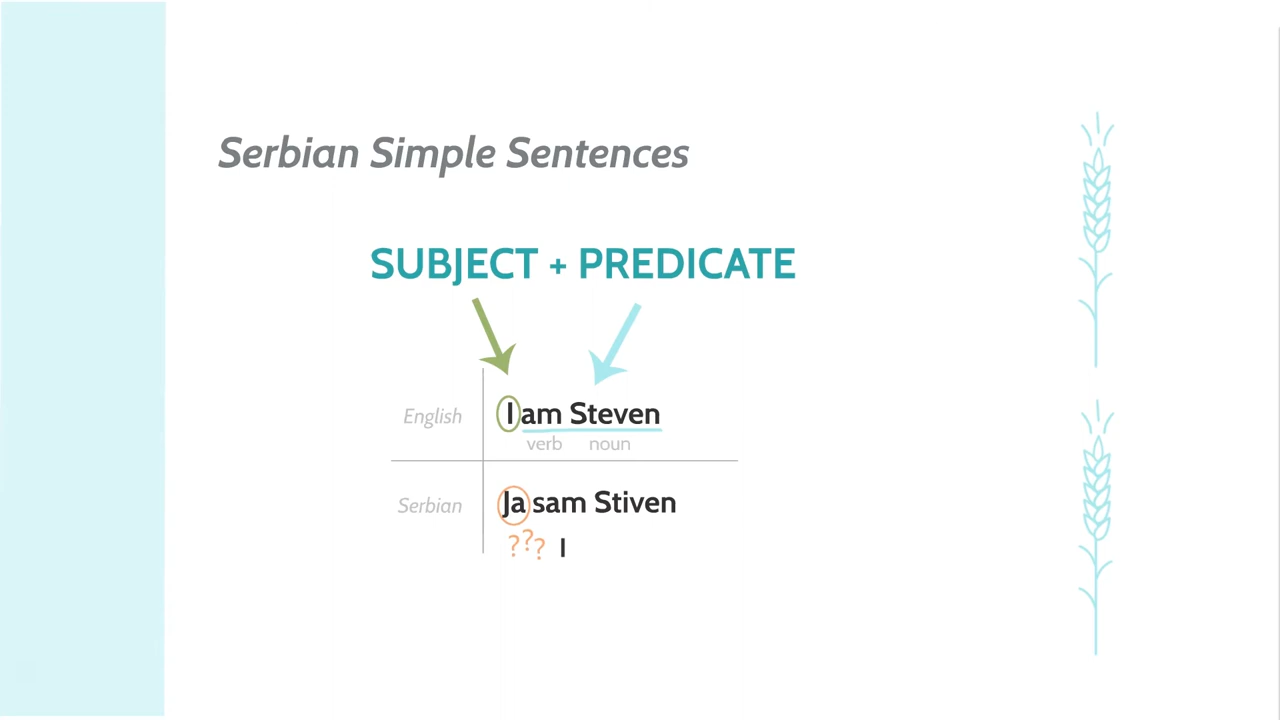 Serbian Simple Sentences
SUBJECT + PREDICATE
English I am Steven
verb noun
Serbian Ja sam Stiven
??? I